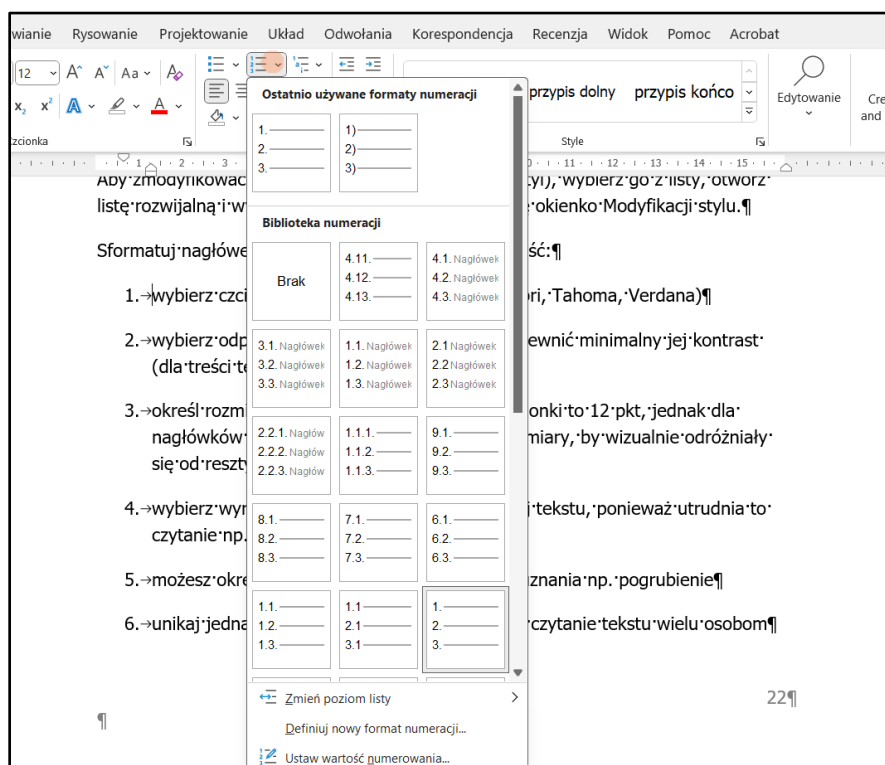 wianie Rysowanie Projektowanie Układ Odwołania Korespondencja Recenzja Widok Pomoc Acrobat
12 A^ A˅ Aa A
x₂ x² A A
przypis dolny przypis końco
Edytowanie
Cre
and
Czcionka
Style
1 2 3 11 12 13 14 15
Ostatnio używane formaty numeracji
1.
2.
3.
1)
2)
3)
Biblioteka numeracji
Brak
4.11.
4.12.
4.13.
4.1. Nagłówek
4.2. Nagłówek
4.3. Nagłówek
3.1. Nagłówek
3.2. Nagłówek
3.3. Nagłówek
1.1. Nagłówek
1.2. Nagłówek
1.3. Nagłówek
2.1 Nagłówek
2.2 Nagłówek
2.3 Nagłówek
2.2.1. Nagłów
2.2.2. Nagłów
2.2.3. Nagłów
1.1.1.
1.1.2.
1.1.3.
9.1.
9.2.
9.3.
8.1.
8.2.
8.3.
7.1.
7.2.
7.3.
6.1.
6.2.
6.3.
1.1.
1.2.
1.3.
1.1
2.1
3.1
1.
2.
3.
Zmień poziom listy
Definiuj nowy format numeracji...
Ustaw wartość numerowania...
Aby·zmodyfikować tyl),·wybierz·go·z·listy,·otwórz·
listę·rozwijalną·i·w ·okienko·Modyfikacji·stylu.¶
Sformatuj·nagłówe ść:¶
1.→wybierz·czci ri,·Tahoma,·Verdana)¶
2.→wybierz·odp ewnić·minimalny·jej·kontrast·
(dla·treści·te
3.→określ·rozmi onki·to·12·pkt,·jednak·dla·
nagłówków· miary,·by·wizualnie·odróżniały·
się·od·reszty
4.→wybierz·wyr j·tekstu,·ponieważ·utrudnia·to·
czytanie·np.
5.→możesz·okre znania·np.·pogrubienie¶
6.→unikaj·jedna czytanie·tekstu·wielu·osobom¶
22¶
¶